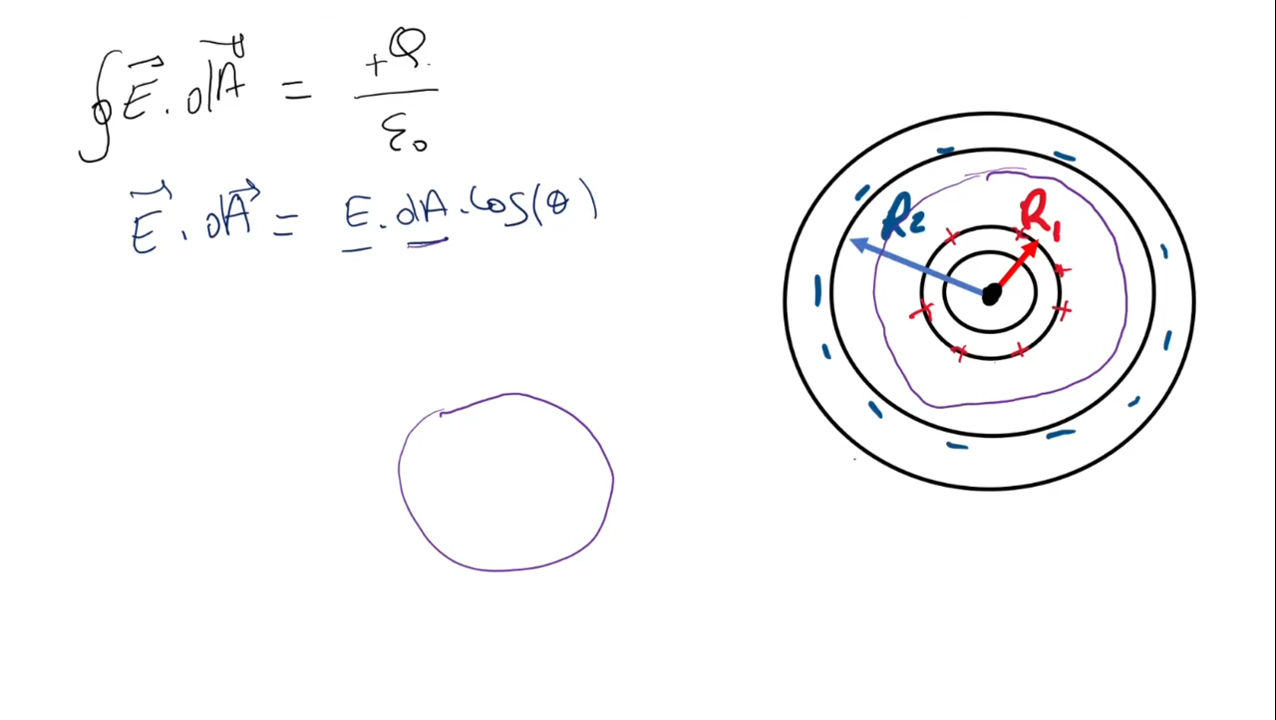 ∮ E⃗ . dA⃗ = +Q / ε₀
E⃗ . dA⃗ = E . dA . Cos(θ)
R₂
R₁